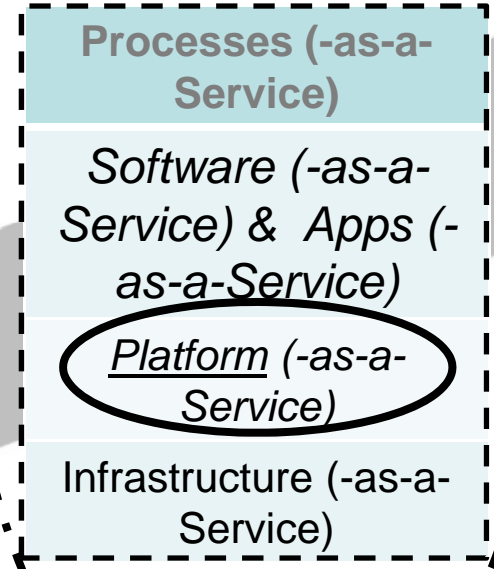 Processes (-as-a-
Service)
Software (-as-a-
Service) & Apps (-
as-a-Service)
Platform (-as-a-
Service)
Infrastructure (-as-a-
Service)